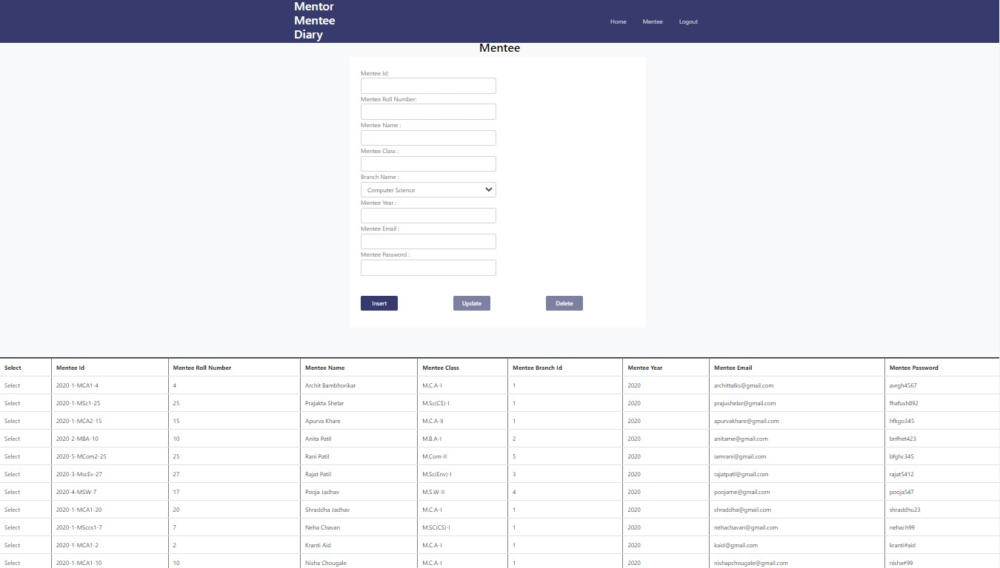 Mentor
Mentee
Diary
Home Mentee Logout
Mentee
Mentee Id:
Mentee Roll Number:
Mentee Name :
Mentee Class :
Branch Name :
Computer Science
Mentee Year :
Mentee Email :
Mentee Password :
Insert Update Delete
Select Mentee Id Mentee Roll Number Mentee Name Mentee Class Mentee Branch Id Mentee Year Mentee Email Mentee Password
Select 2020-1-MCA1-4 4 Archit Bambhorikar M.C.A-I 1 2020 archittalks@gmail.com avrgh4567
Select 2020-1-MSc1-25 25 Prajakta Shelar M.Sc(CS)-I 1 2020 prajushelar@gmail.com fhafush892
Select 2020-1-MCA2-15 15 Apurva Khare M.C.A-II 1 2020 apurvakhare@gmail.com hfkgo345
Select 2020-2-MBA-10 10 Anita Patil M.B.A-I 2 2020 anitame@gmail.com bnfhet423
Select 2020-5-MCom2-25 25 Rani Patil M.Com-II 5 2020 iamrani@gmail.com bfghc345
Select 2020-3-MscEv-27 27 Rajat Patil M.Sc(Env)-I 3 2020 rajatpatl@gmail.com rajat5412
Select 2020-4-MSW-7 17 Pooja Jadhav M.S.W-II 4 2020 poojame@gmail.com pooja547
Select 2020-1-MCA1-20 20 Shraddha Jadhav M.C.A-I 1 2020 shraddha@gmail.com shraddhu23
Select 2020-1-MSccs1-7 7 Neha Chavan M.SC(CS)-I 1 2020 nehachavan@gmail.com nehach99
Select 2020-1-MCA1-2 2 Kranti Aid M.C.A-I 1 2020 kaid@gmail.com kranti#aid
Select 2020-1-MCA1-10 10 Nisha Chougale M.C.A-I 1 2020 nishapchougale@gmail.com nisha#99